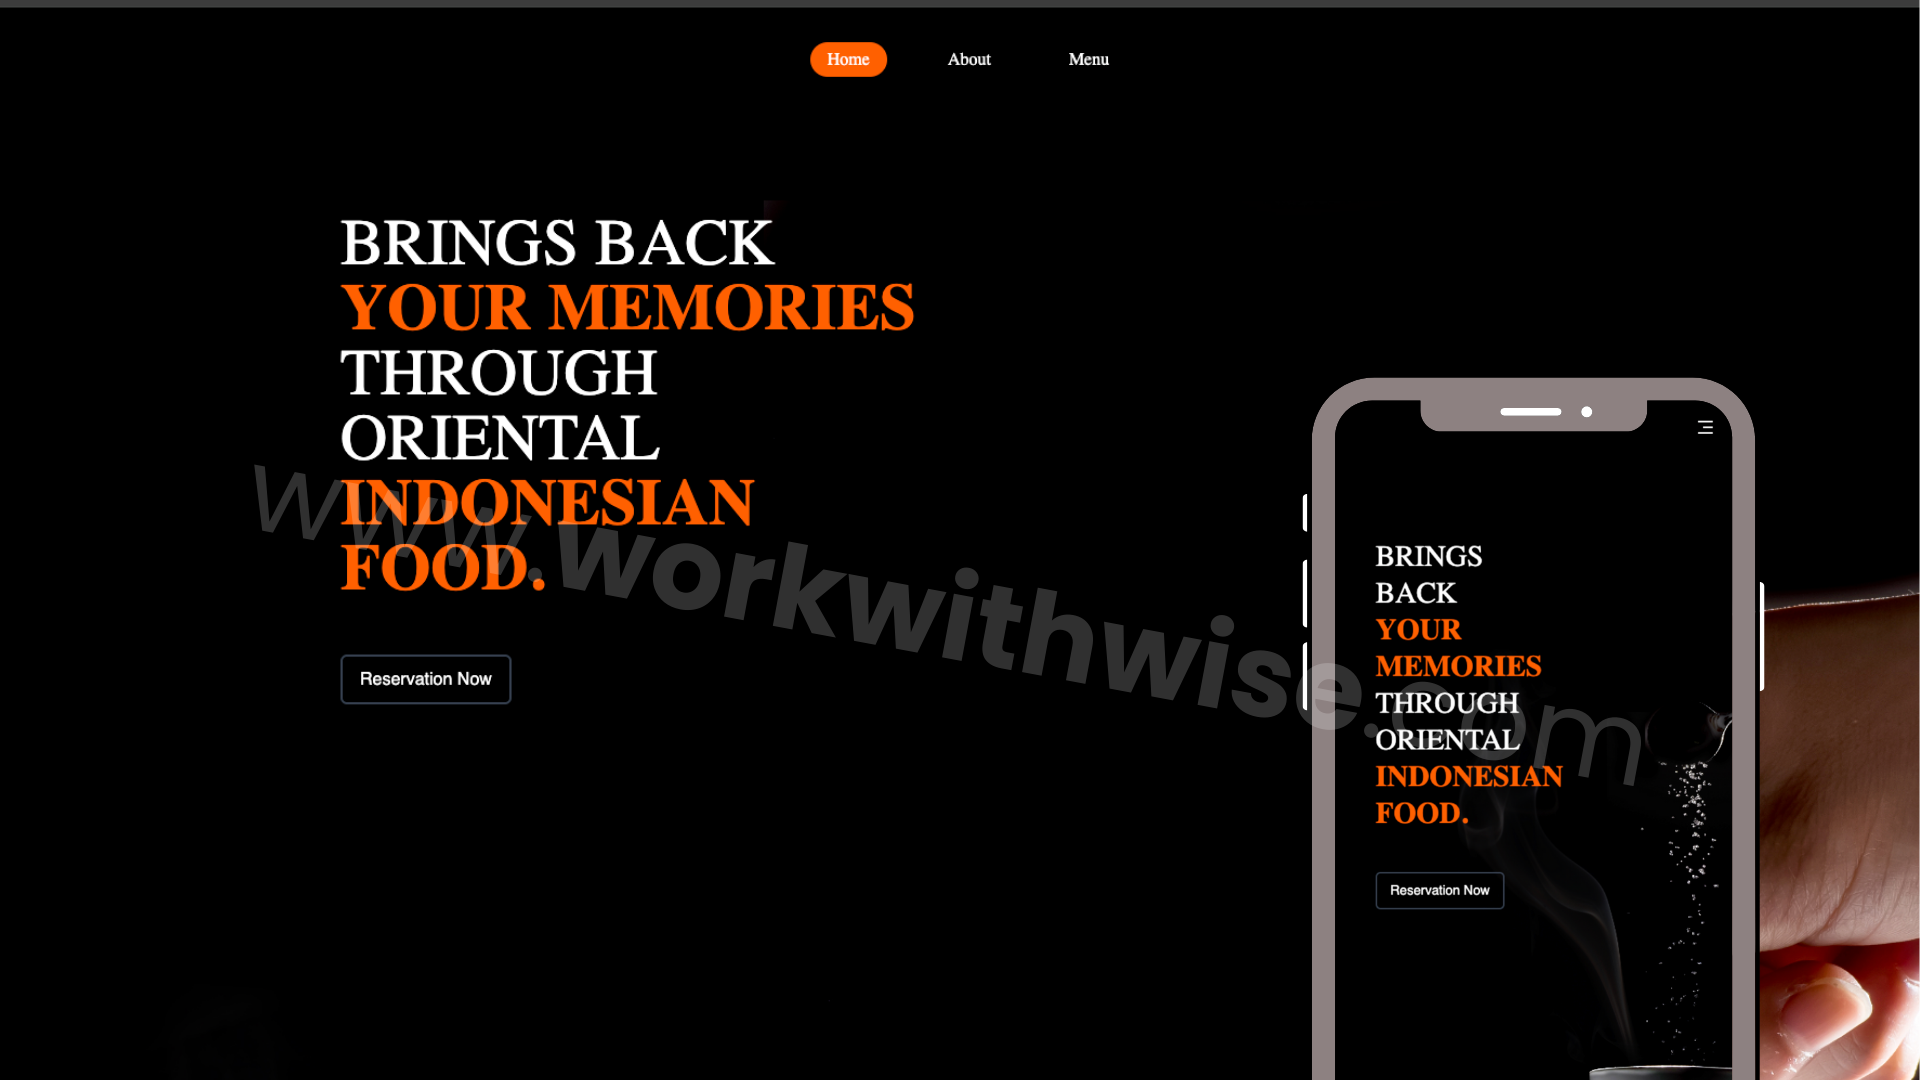 Home About Menu
BRINGS BACK
YOUR MEMORIES
THROUGH
ORIENTAL
INDONESIAN
FOOD.
Reservation Now
www.workwithwise.com
BRINGS
BACK
YOUR
MEMORIES
THROUGH
ORIENTAL
INDONESIAN
FOOD.
Reservation Now